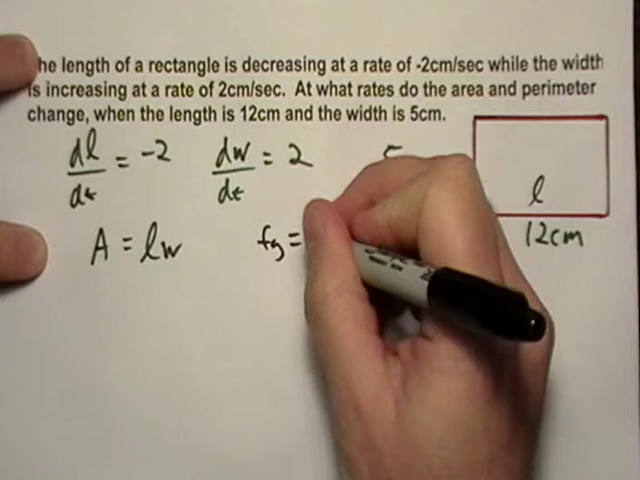 he length of a rectangle is decreasing at a rate of -2cm/sec while the width
is increasing at a rate of 2cm/sec. At what rates do the area and perimeter
change, when the length is 12cm and the width is 5cm.
dl/dt = -2 dw/dt = 2 5
l
12cm
A = lw fg =